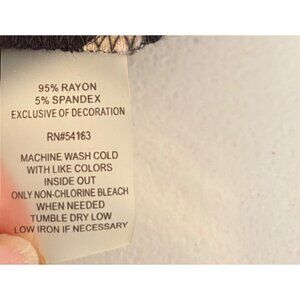 95% RAYON
5% SPANDEX
EXCLUSIVE OF DECORATION
RN#54163
MACHINE WASH COLD
WITH LIKE COLORS
INSIDE OUT
ONLY NON-CHLORINE BLEACH
WHEN NEEDED
TUMBLE DRY LOW
LOW IRON IF NECESSARY